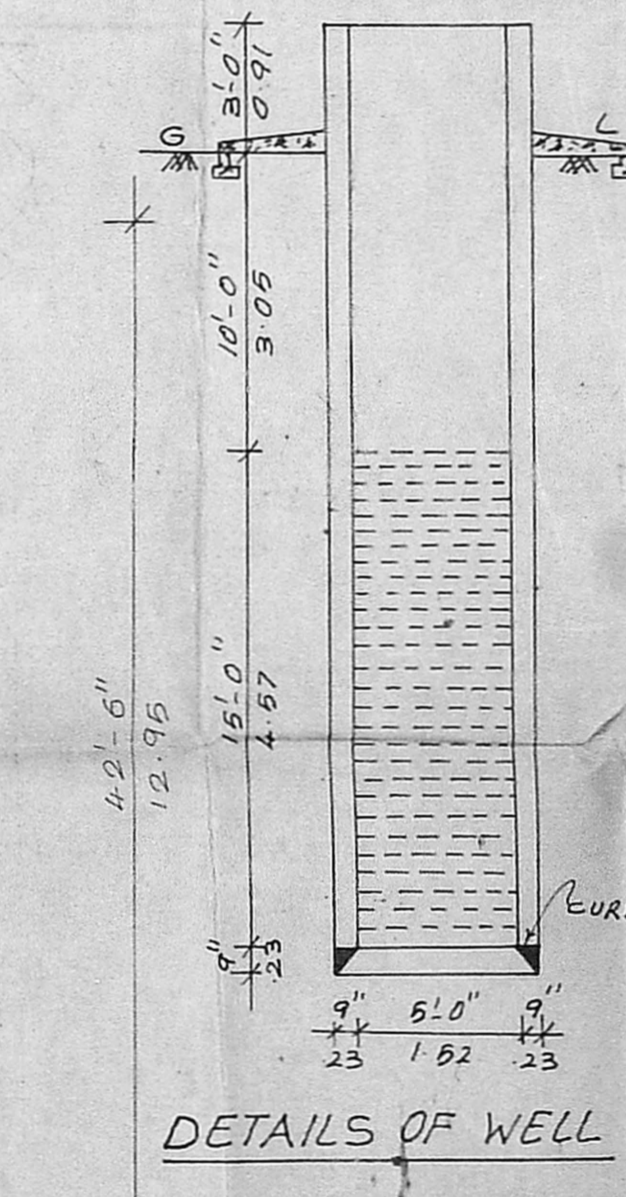 3'-0"
0.91
G
L
10'-0"
3.05
15'-0"
4.57
42'-6"
12.95
9"
.23
CUR
9" 5'-0" 9"
.23 1.52 .23
DETAILS OF WELL